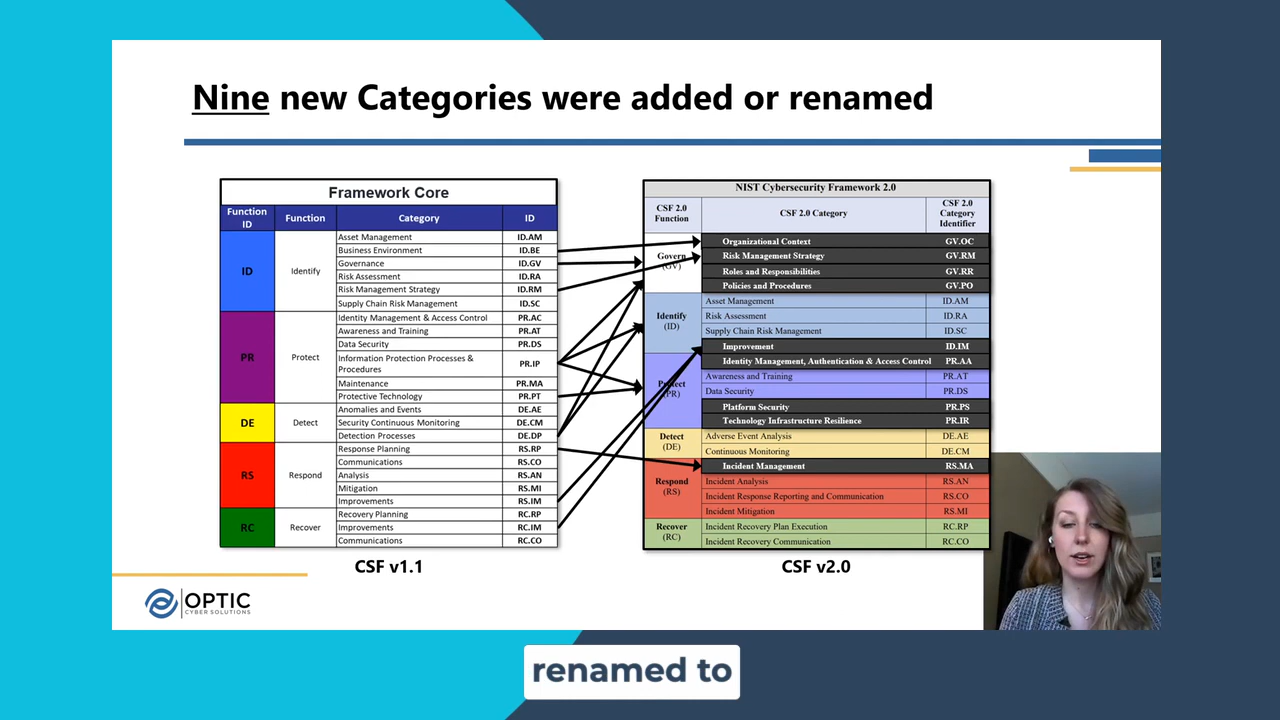 Nine new Categories were added or renamed
Framework Core
Function ID Function Category ID
ID Identify
Asset Management ID.AM
Business Environment ID.BE
Governance ID.GV
Risk Assessment ID.RA
Risk Management Strategy ID.RM
Supply Chain Risk Management ID.SC
PR Protect
Identity Management & Access Control PR.AC
Awareness and Training PR.AT
Data Security PR.DS
Information Protection Processes &
Procedures PR.IP
Maintenance PR.MA
Protective Technology PR.PT
DE Detect
Anomalies and Events DE.AE
Security Continuous Monitoring DE.CM
Detection Processes DE.DP
RS Respond
Response Planning RS.RP
Communications RS.CO
Analysis RS.AN
Mitigation RS.MI
Improvements RS.IM
RC Recover
Recovery Planning RC.RP
Improvements RC.IM
Communications RC.CO
CSF v1.1
NIST Cybersecurity Framework 2.0
CSF 2.0 Function CSF 2.0 Category CSF 2.0 Category Identifier
Govern
(GV)
Organizational Context GV.OC
Risk Management Strategy GV.RM
Roles and Responsibilities GV.RR
Policies and Procedures GV.PO
Identify
(ID)
Asset Management ID.AM
Risk Assessment ID.RA
Supply Chain Risk Management ID.SC
Improvement ID.IM
Protect
(PR)
Identity Management, Authentication & Access Control PR.AA
Awareness and Training PR.AT
Data Security PR.DS
Platform Security PR.PS
Technology Infrastructure Resilience PR.IR
Detect
(DE)
Adverse Event Analysis DE.AE
Continuous Monitoring DE.CM
Respond
(RS)
Incident Management RS.MA
Incident Analysis RS.AN
Incident Response Reporting and Communication RS.CO
Incident Mitigation RS.MI
Recover
(RC)
Incident Recovery Plan Execution RC.RP
Incident Recovery Communication RC.CO
CSF v2.0
OPTIC
CYBER SOLUTIONS
renamed to